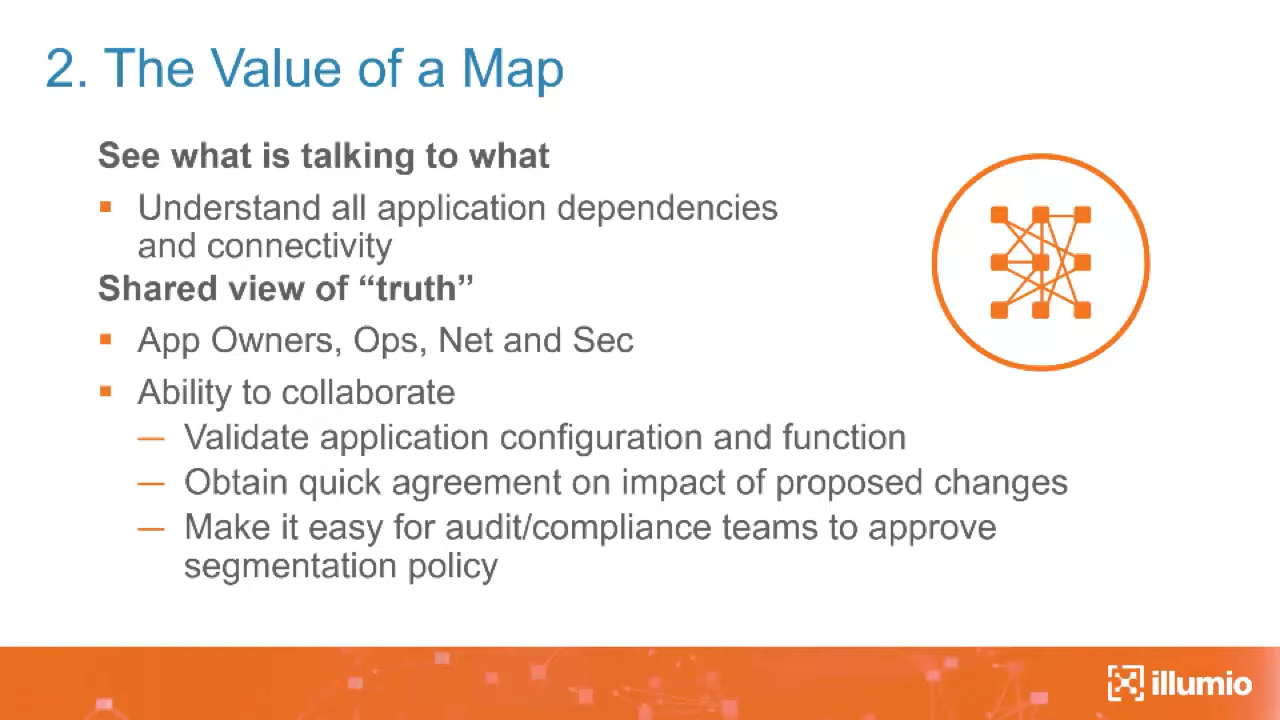 2. The Value of a Map
See what is talking to what
▪ Understand all application dependencies
and connectivity
Shared view of “truth”
▪ App Owners, Ops, Net and Sec
▪ Ability to collaborate
— Validate application configuration and function
— Obtain quick agreement on impact of proposed changes
— Make it easy for audit/compliance teams to approve
segmentation policy
illumio